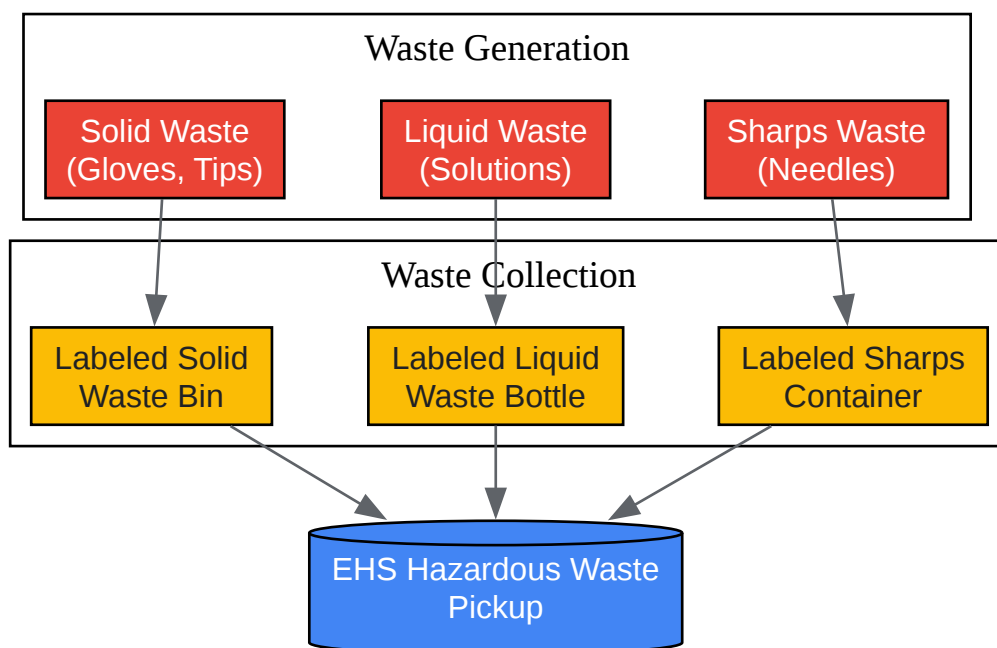 Waste Generation
Solid Waste
(Gloves, Tips)
Liquid Waste
(Solutions)
Sharps Waste
(Needles)
Waste Collection
Labeled Solid
Waste Bin
Labeled Liquid
Waste Bottle
Labeled Sharps
Container
EHS Hazardous Waste
Pickup